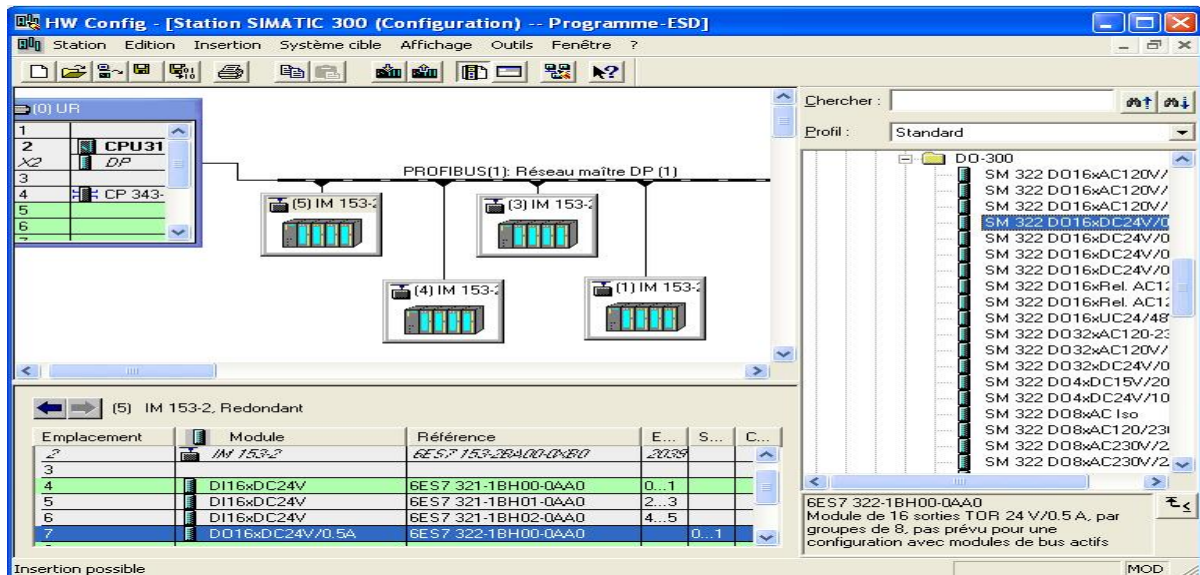 HW Config - [Station SIMATIC 300 (Configuration) -- Programme-ESD]
Station Edition Insertion Système cible Affichage Outils Fenêtre ?
(0) UR
1
2 CPU31
X2 DP
3
4 CP 343-
5
6
PROFIBUS(1): Réseau maître DP (1)
(5) IM 153-2
(3) IM 153-2
(4) IM 153-2
(1) IM 153-2
Chercher :
Profil : Standard
DO-300
SM 322 DO16xAC120V/
SM 322 DO16xAC120V/
SM 322 DO16xAC120V/
SM 322 DO16xDC24V/0
SM 322 DO16xDC24V/0
SM 322 DO16xDC24V/0
SM 322 DO16xDC24V/0
SM 322 DO16xRel. AC12
SM 322 DO16xRel. AC12
SM 322 DO16xUC24/48
SM 322 DO32xAC120-23
SM 322 DO32xAC120V/
SM 322 DO32xDC24V/0
SM 322 DO4xDC15V/20
SM 322 DO4xDC24V/10
SM 322 DO8xAC Iso
SM 322 DO8xAC120/23
SM 322 DO8xAC230V/2
SM 322 DO8xAC230V/2
(5) IM 153-2, Redondant
Emplacement Module Référence E... S... C...
2 IM 153-2 6ES7 153-2BA00-0XB0 2039
3
4 DI16xDC24V 6ES7 321-1BH00-0AA0 0...1
5 DI16xDC24V 6ES7 321-1BH01-0AA0 2...3
6 DI16xDC24V 6ES7 321-1BH02-0AA0 4...5
7 DO16xDC24V/0.5A 6ES7 322-1BH00-0AA0 0...1
6ES7 322-1BH00-0AA0
Module de 16 sorties TOR 24 V/0.5 A, par
groupes de 8, pas prévu pour une
configuration avec modules de bus actifs
Insertion possible MOD